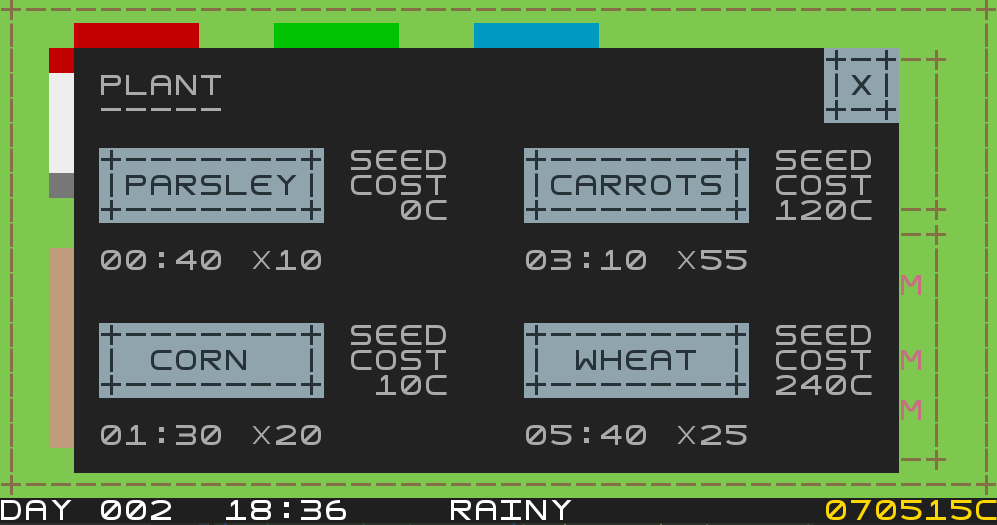 PLANT
X
PARSLEY SEED COST 0C
00:40 X10
CARROTS SEED COST 120C
03:10 X55
CORN SEED COST 10C
01:30 X20
WHEAT SEED COST 240C
05:40 X25
M
M
M
DAY 002 18:36 RAINY 070515C